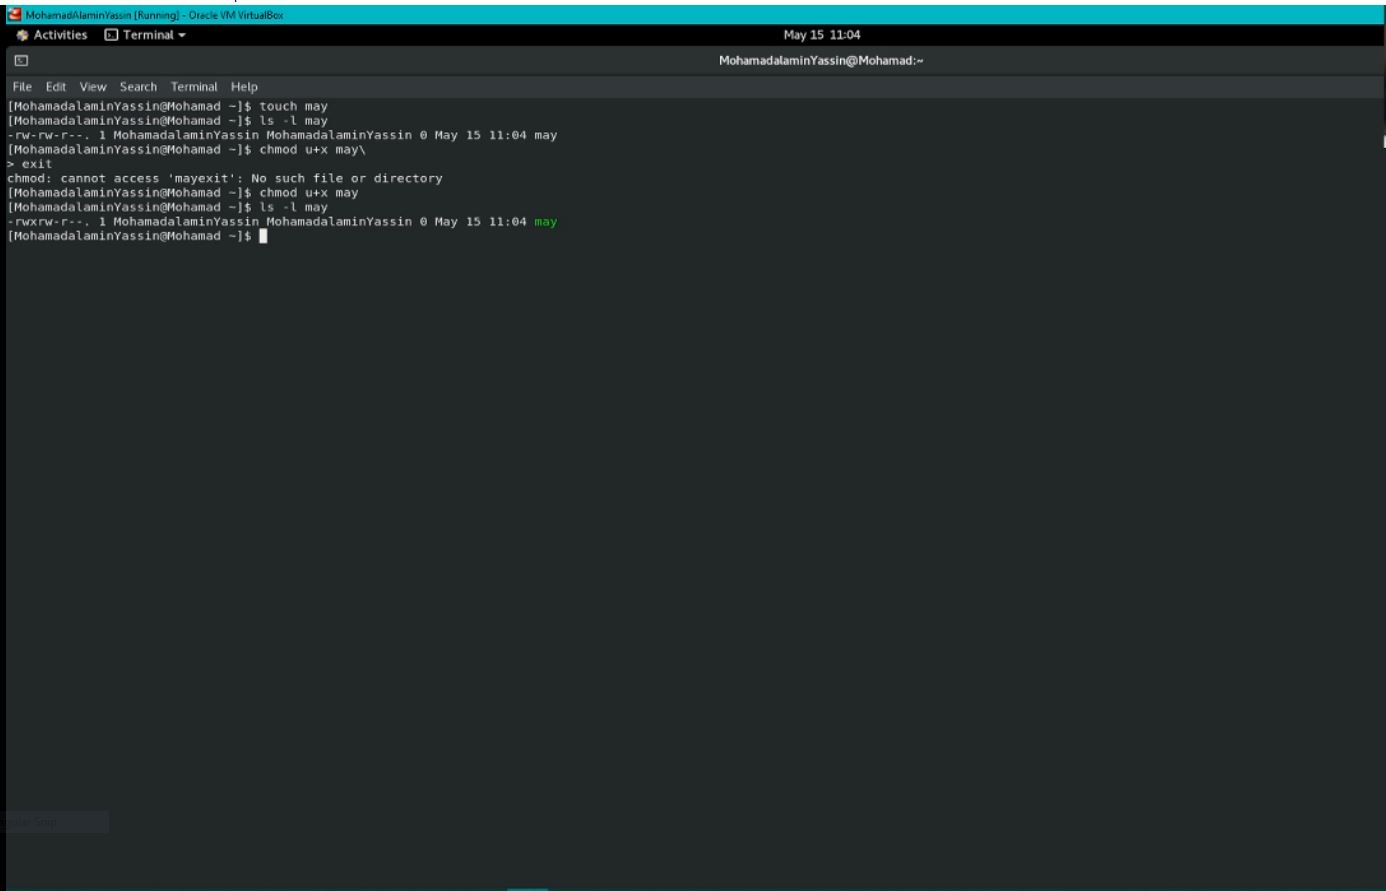 MohamadAlaminYassin [Running] - Oracle VM VirtualBox
Activities Terminal May 15 11:04
MohamadalaminYassin@Mohamad:~
File Edit View Search Terminal Help
[MohamadalaminYassin@Mohamad ~]$ touch may
[MohamadalaminYassin@Mohamad ~]$ ls -l may
-rw-rw-r--. 1 MohamadalaminYassin MohamadalaminYassin 0 May 15 11:04 may
[MohamadalaminYassin@Mohamad ~]$ chmod u+x may\
> exit
chmod: cannot access 'mayexit': No such file or directory
[MohamadalaminYassin@Mohamad ~]$ chmod u+x may
[MohamadalaminYassin@Mohamad ~]$ ls -l may
-rwxrw-r--. 1 MohamadalaminYassin MohamadalaminYassin 0 May 15 11:04 may
[MohamadalaminYassin@Mohamad ~]$
Snip